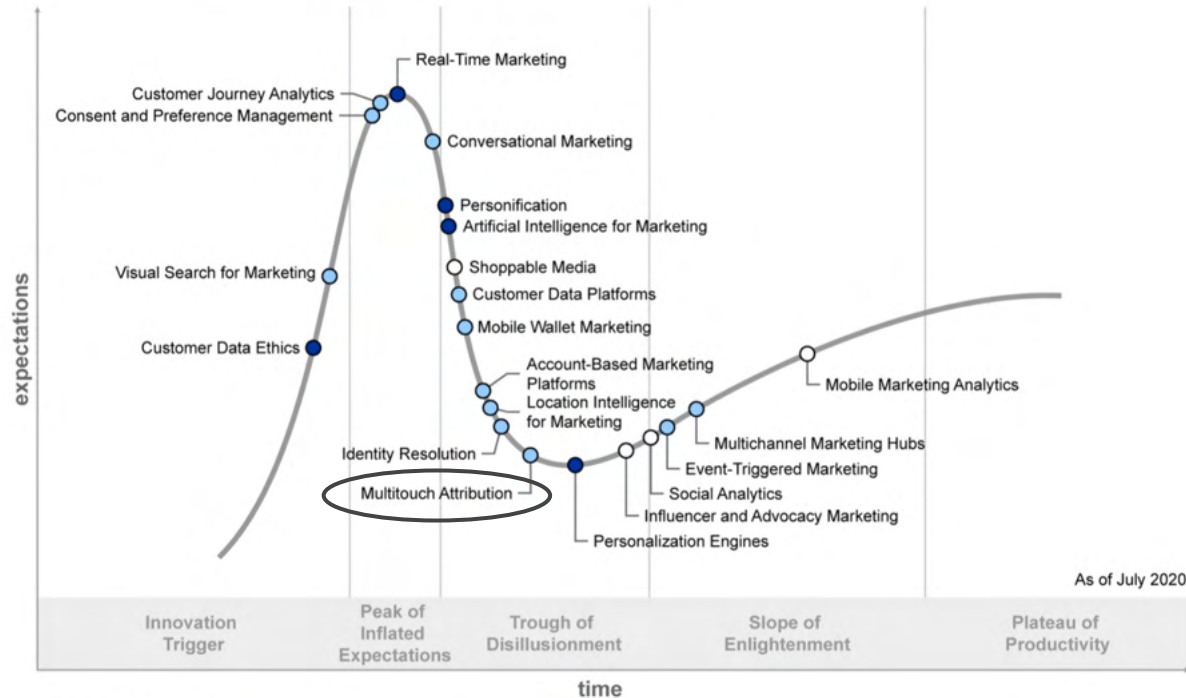 Real-Time Marketing
Customer Journey Analytics
Consent and Preference Management
Conversational Marketing
Personification
Artificial Intelligence for Marketing
Visual Search for Marketing
Shoppable Media
Customer Data Platforms
Mobile Wallet Marketing
Customer Data Ethics
Account-Based Marketing
Platforms
Location Intelligence
for Marketing
Mobile Marketing Analytics
Identity Resolution
Multichannel Marketing Hubs
Event-Triggered Marketing
Multitouch Attribution
Social Analytics
Influencer and Advocacy Marketing
Personalization Engines
expectations
As of July 2020
Innovation
Trigger
Peak of
Inflated
Expectations
Trough of
Disillusionment
Slope of
Enlightenment
Plateau of
Productivity
time